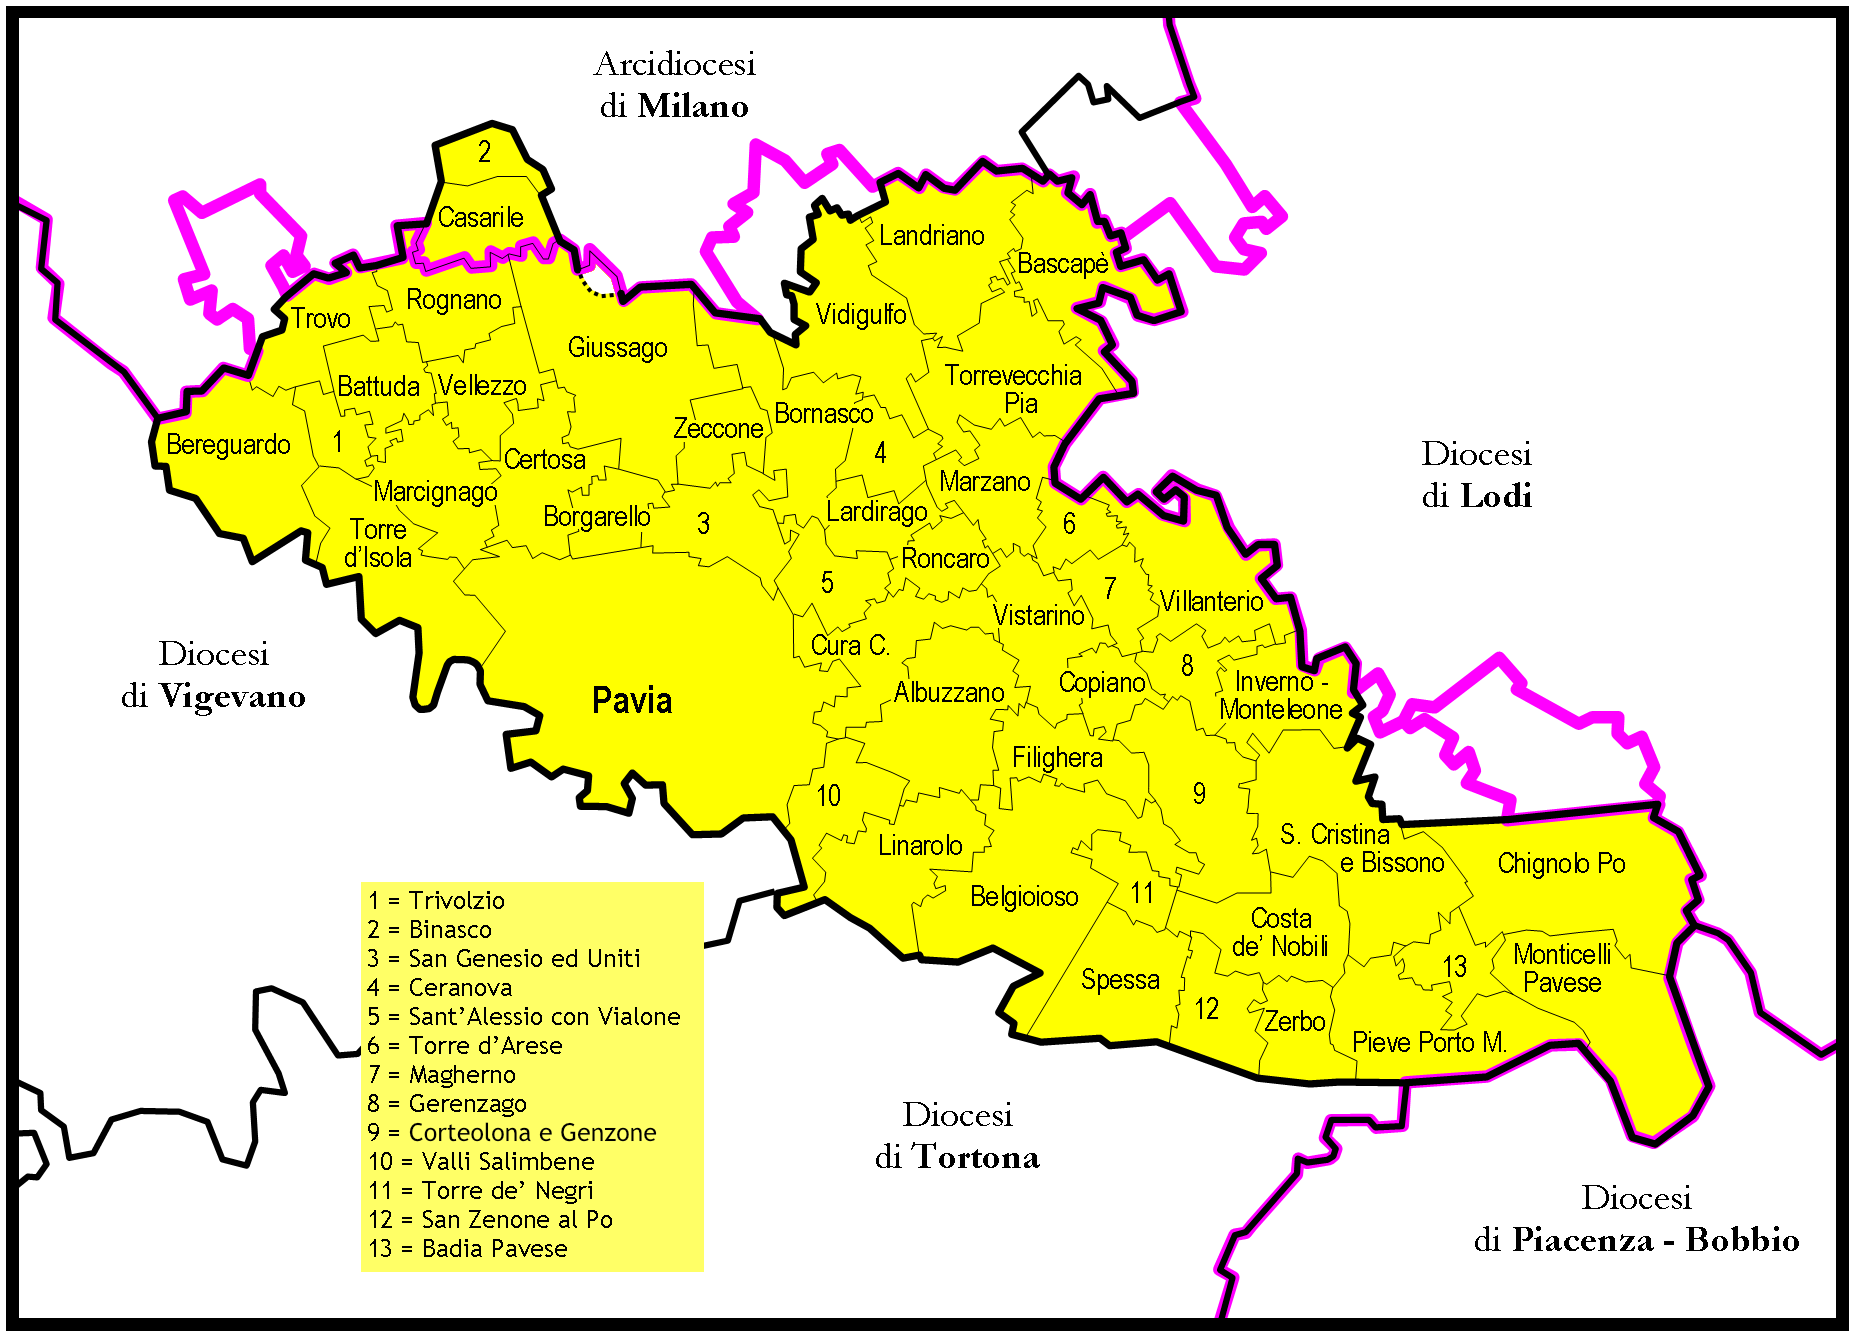 Arcidiocesi
di Milano
2
Casarile
Landriano
Bascapè
Rognano
Trovo
Vidigulfo
Giussago
Battuda
Vellezzo
Torrevecchia
Pia
Bornasco
Zeccone
Bereguardo
1
Certosa
4
Marcignago
Marzano
Diocesi
di Lodi
Lardirago
Borgarello
3
6
Torre
d'Isola
Roncaro
5
7
Villanterio
Vistarino
Cura C.
Diocesi
di Vigevano
8
Copiano
Inverno -
Monteleone
Albuzzano
Pavia
Filighera
10
9
Linarolo
S. Cristina
e Bissono
Chignolo Po
Belgioioso
11
Costa
de' Nobili
Monticelli
Pavese
13
Spessa
12
Zerbo
Pieve Porto M.
1 = Trivolzio
2 = Binasco
3 = San Genesio ed Uniti
4 = Ceranova
5 = Sant'Alessio con Vialone
6 = Torre d'Arese
7 = Magherno
8 = Gerenzago
9 = Corteolona e Genzone
10 = Valli Salimbene
11 = Torre de' Negri
12 = San Zenone al Po
13 = Badia Pavese
Diocesi
di Tortona
Diocesi
di Piacenza - Bobbio